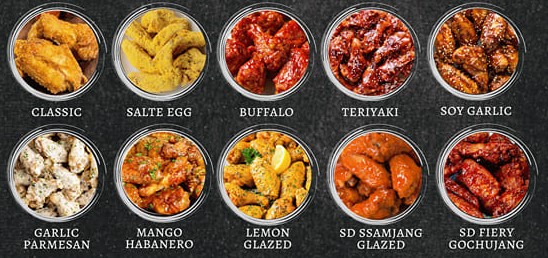 CLASSIC
SALTE EGG
BUFFALO
TERIYAKI
SOY GARLIC
GARLIC
PARMESAN
MANGO
HABANERO
LEMON
GLAZED
SD SSAMJANG
GLAZED
SD FIERY
GOCHUJANG